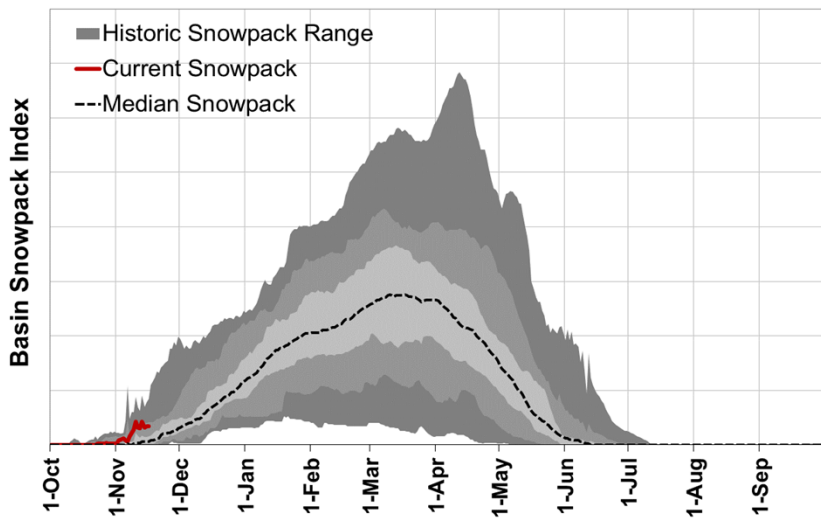 Historic Snowpack Range
Current Snowpack
Median Snowpack
Basin Snowpack Index
1-Oct
1-Nov
1-Dec
1-Jan
1-Feb
1-Mar
1-Apr
1-May
1-Jun
1-Jul
1-Aug
1-Sep